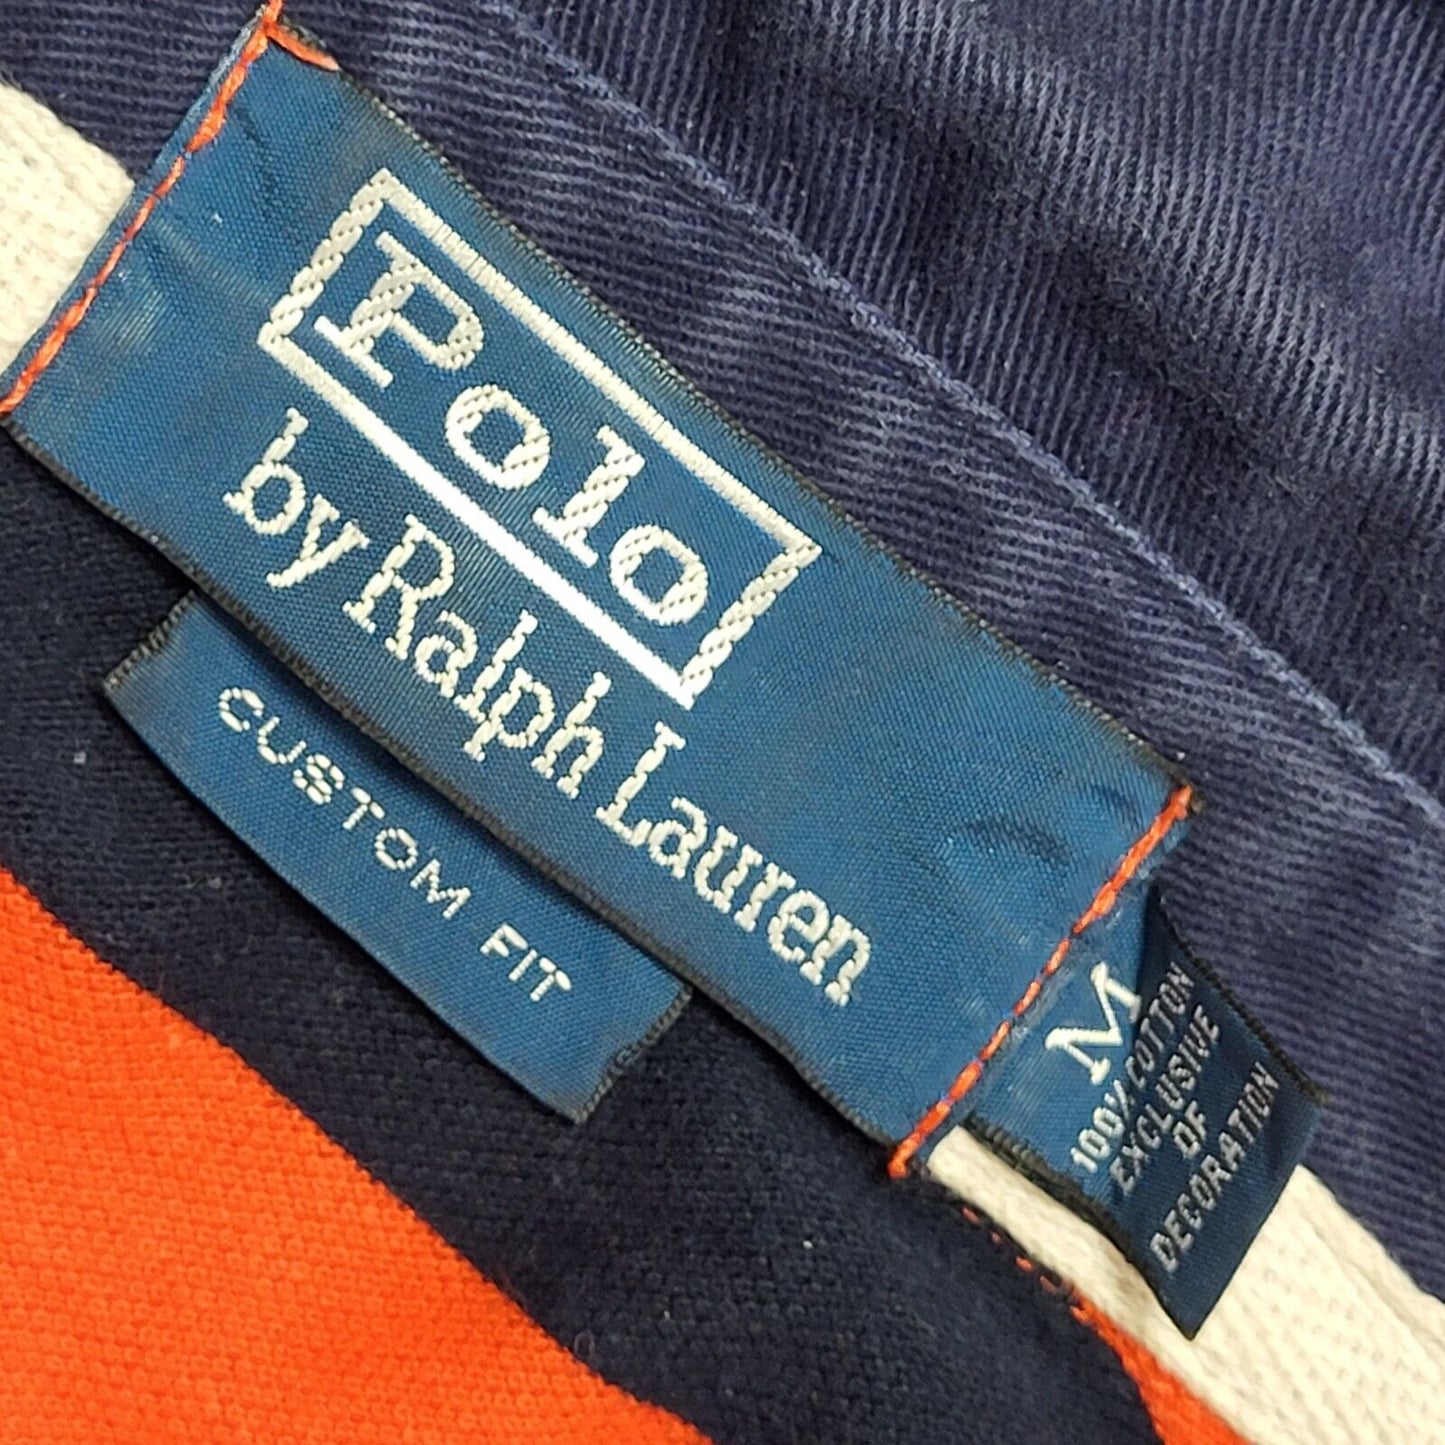 Polo
by Ralph Lauren
CUSTOM FIT
M
100% COTTON
EXCLUSIVE
OF
DECORATION